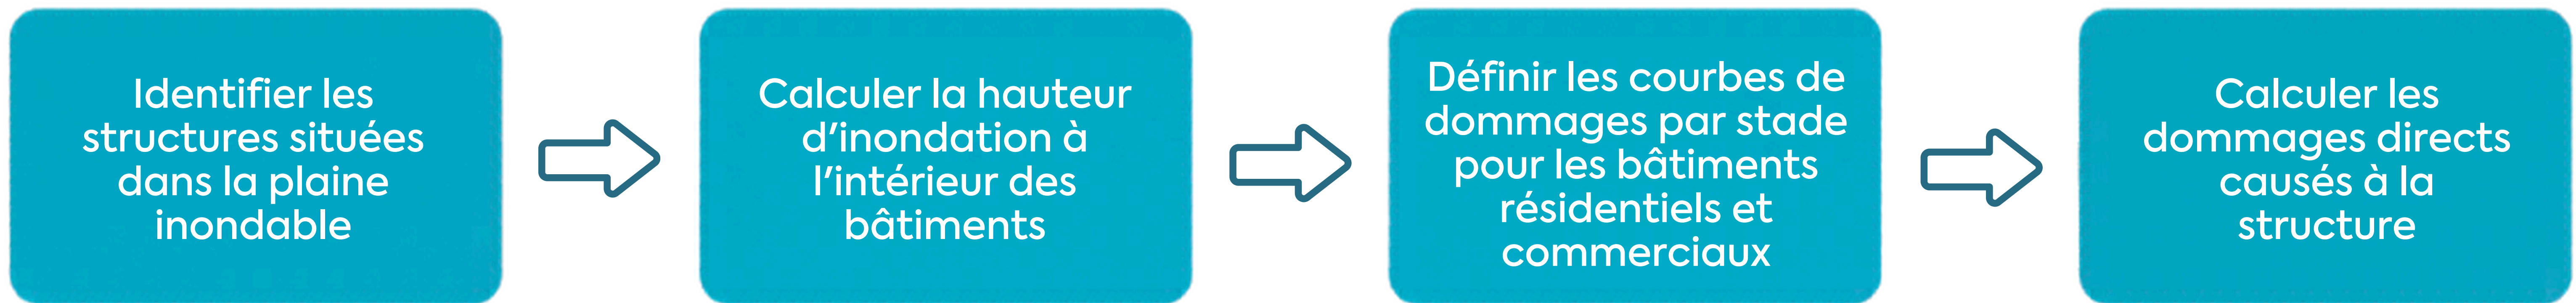 Identifier les
structures situées
dans la plaine
inondable
Calculer la hauteur
d'inondation à
l'intérieur des
bâtiments
Définir les courbes de
dommages par stade
pour les bâtiments
résidentiels et
commerciaux
Calculer les
dommages directs
causés à la
structure